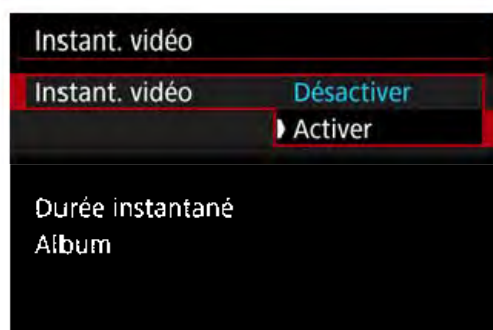 Instant. vidéo
Instant. vidéo Désactiver
Activer
Durée instantané
Album